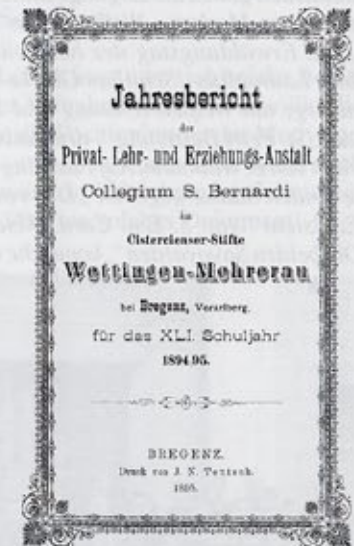 Jahresbericht
der
Privat- Lehr- und Erziehungs-Anstalt
Collegium S. Bernardi
im
Cistercienser-Stifte
Wettingen-Mehrerau
bei Bregenz, Vorarlberg.
für das XLI. Schuljahr
1894/95.
BREGENZ.
Druck von J. N. Teutsch.
1895.